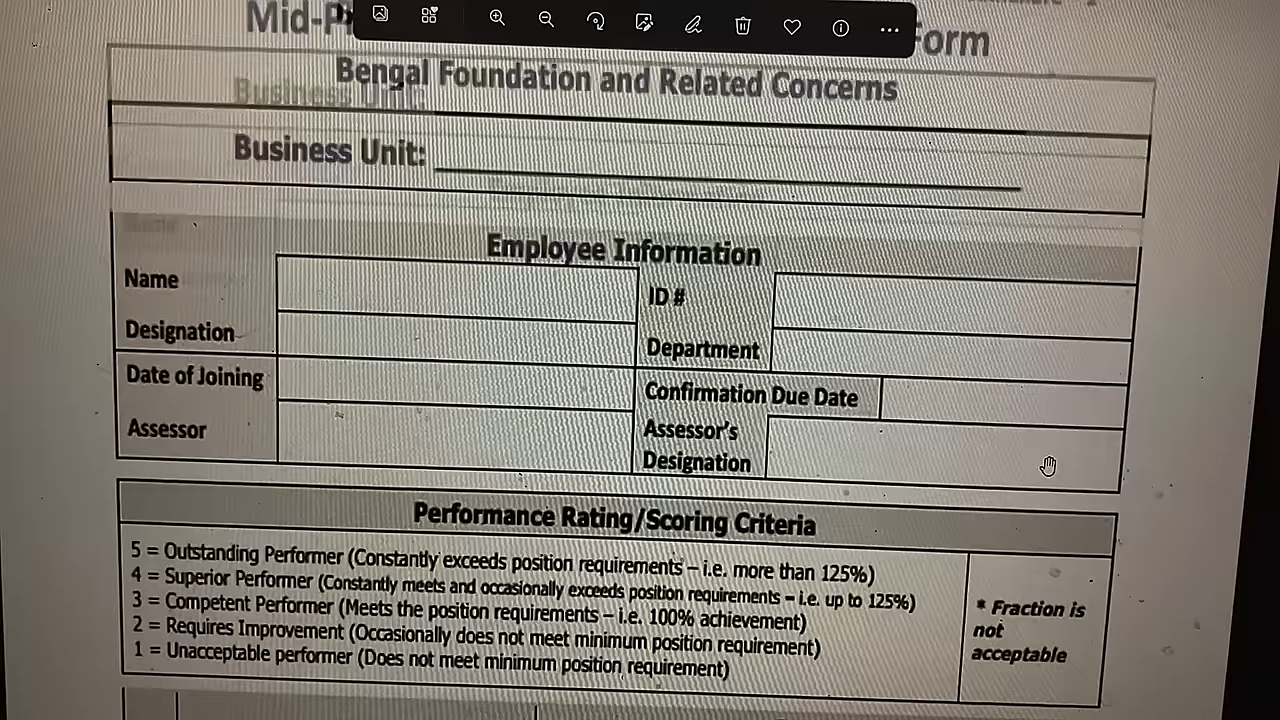 Mid-P
Form
Bengal Foundation and Related Concerns
Business Unit:
Business Unit:
Employee Information
Name
ID #
Designation
Department
Date of Joining
Confirmation Due Date
Assessor
Assessor's
Designation
Performance Rating/Scoring Criteria
5 = Outstanding Performer (Constantly exceeds position requirements – i.e. more than 125%)
4 = Superior Performer (Constantly meets and occasionally exceeds position requirements – i.e. up to 125%)
3 = Competent Performer (Meets the position requirements – i.e. 100% achievement)
2 = Requires Improvement (Occasionally does not meet minimum position requirement)
1 = Unacceptable performer (Does not meet minimum position requirement)
* Fraction is
not
acceptable